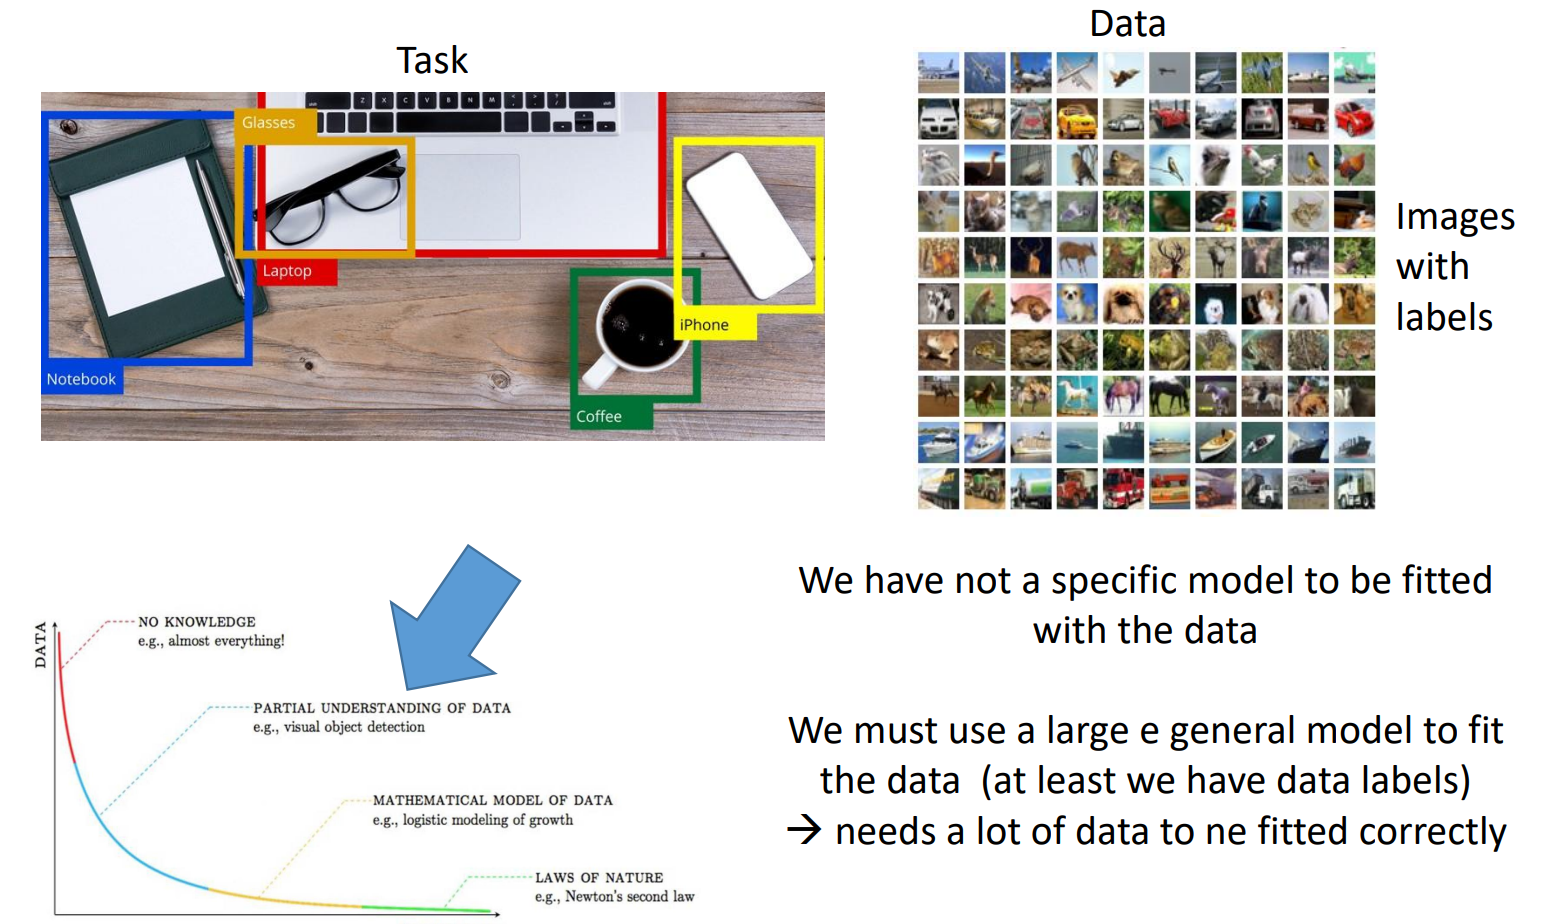 Task
Glasses
Laptop
iPhone
Notebook
Coffee
Data
Images
with
labels
We have not a specific model to be fitted
with the data
We must use a large e general model to fit
the data  (at least we have data labels)
→ needs a lot of data to ne fitted correctly
DATA
NO KNOWLEDGE
e.g., almost everything!
PARTIAL UNDERSTANDING OF DATA
e.g., visual object detection
MATHEMATICAL MODEL OF DATA
e.g., logistic modeling of growth
LAWS OF NATURE
e.g., Newton's second law